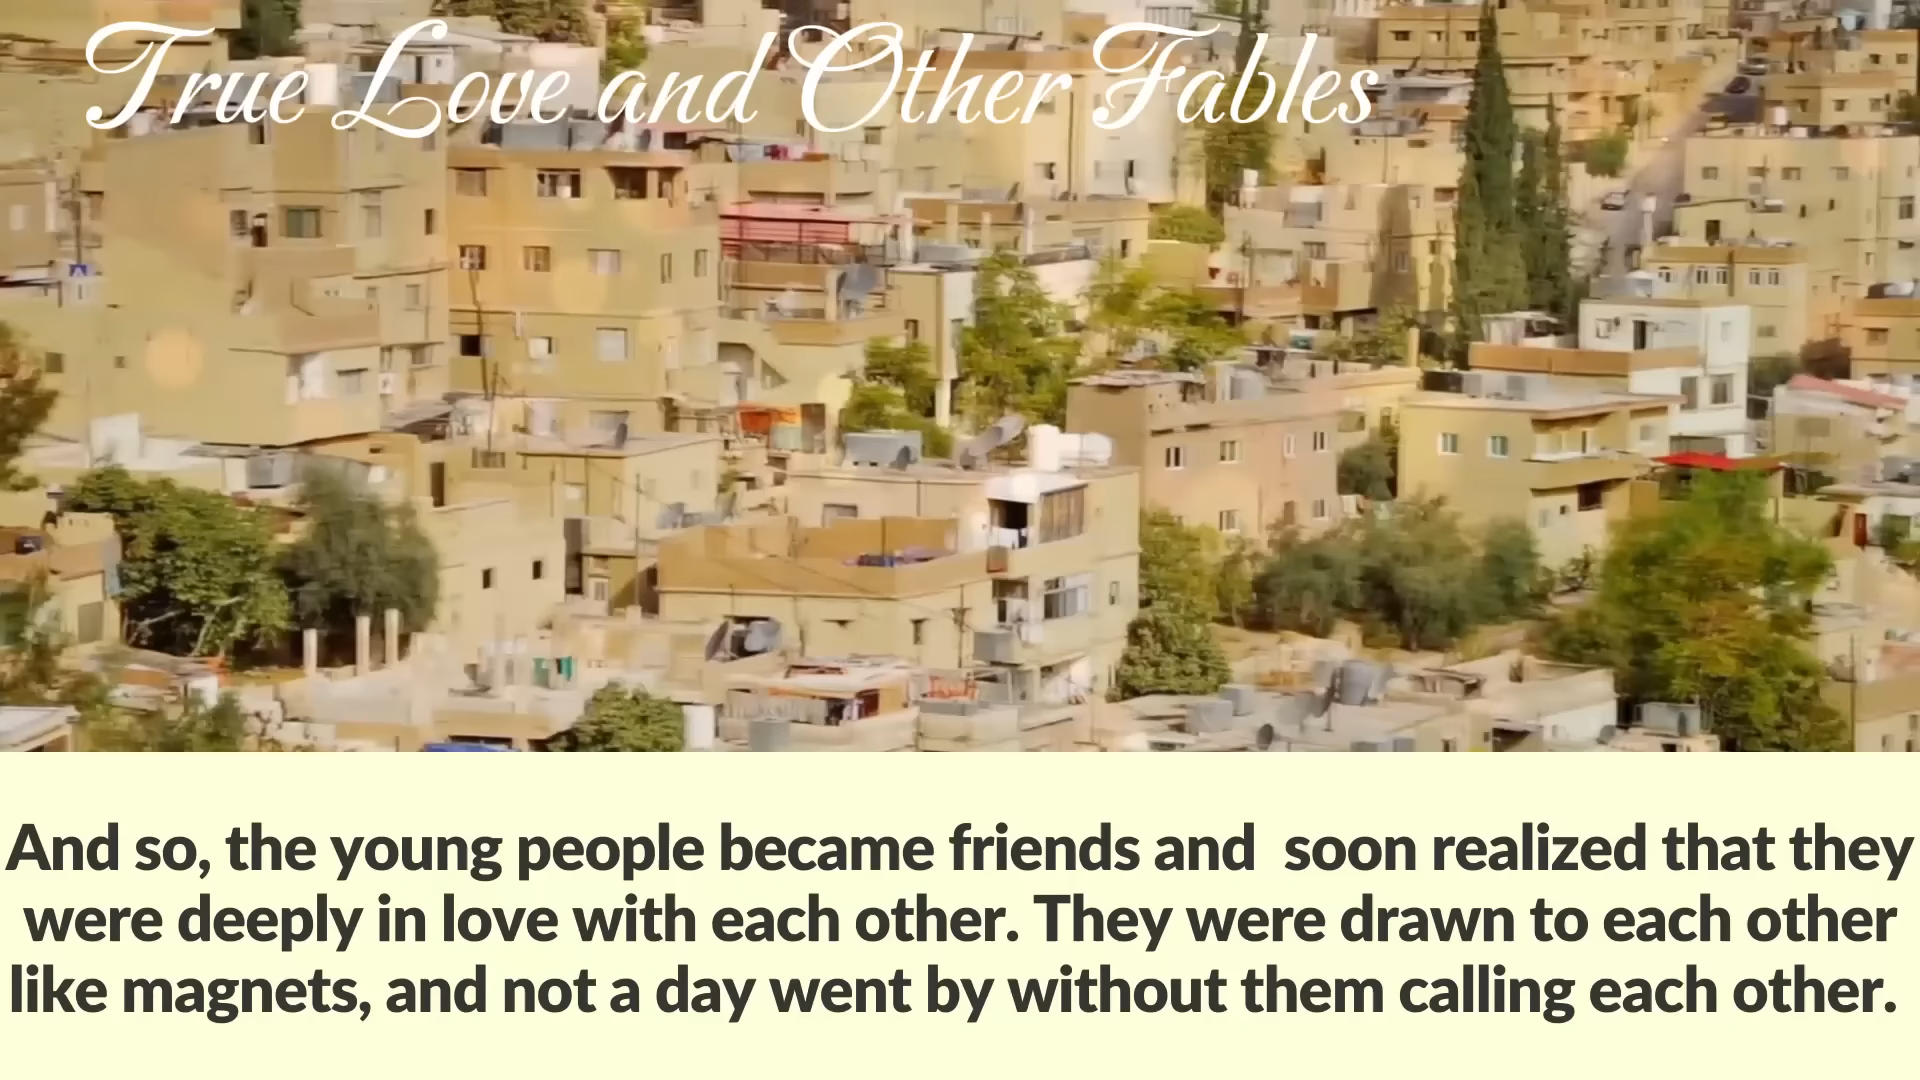 True Love and Other Fables
And so, the young people became friends and  soon realized that they
were deeply in love with each other. They were drawn to each other
like magnets, and not a day went by without them calling each other.